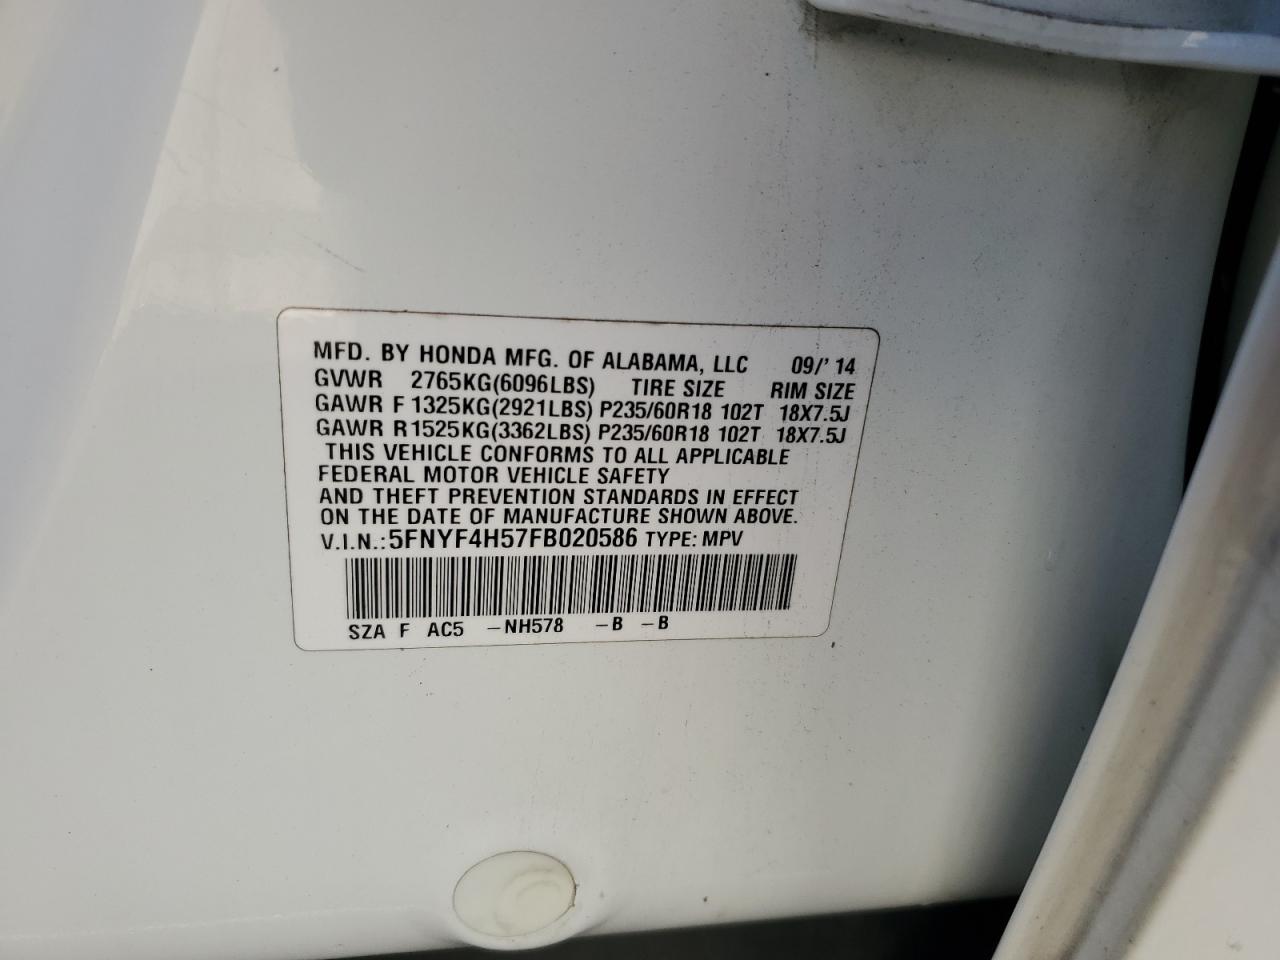 MFD. BY HONDA MFG. OF ALABAMA, LLC 09/'14
GVWR 2765KG(6096LBS) TIRE SIZE RIM SIZE
GAWR F 1325KG(2921LBS) P235/60R18 102T 18X7.5J
GAWR R 1525KG(3362LBS) P235/60R18 102T 18X7.5J
THIS VEHICLE CONFORMS TO ALL APPLICABLE
FEDERAL MOTOR VEHICLE SAFETY
AND THEFT PREVENTION STANDARDS IN EFFECT
ON THE DATE OF MANUFACTURE SHOWN ABOVE.
V.I.N.:5FNYF4H57FB020586 TYPE: MPV
SZA F AC5 -NH578 -B -B